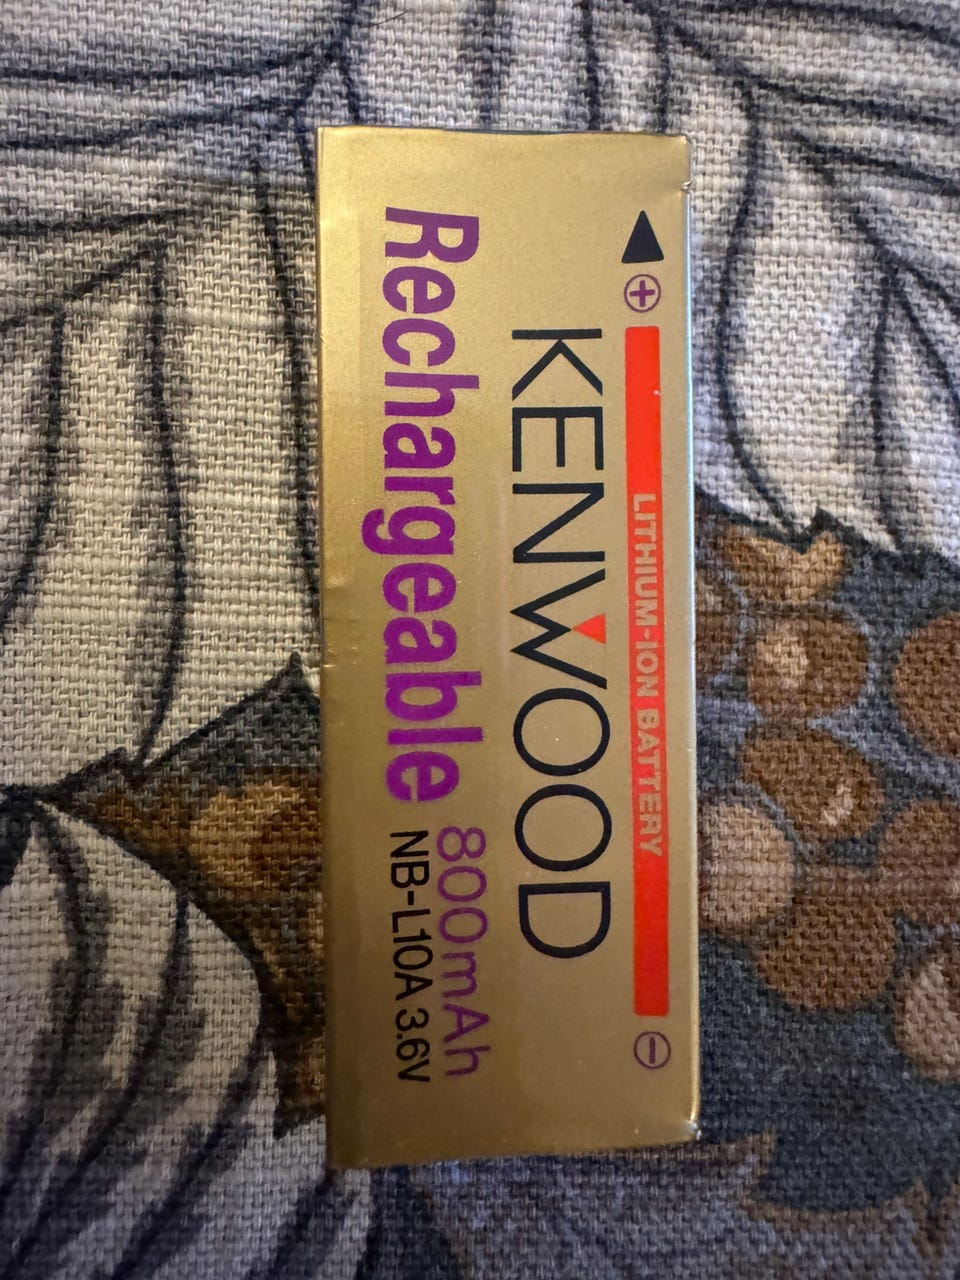 ⊕ LITHIUM-ION BATTERY ⊖
KENWOOD
Rechargeable 800mAh
NB-L10A 3.6V